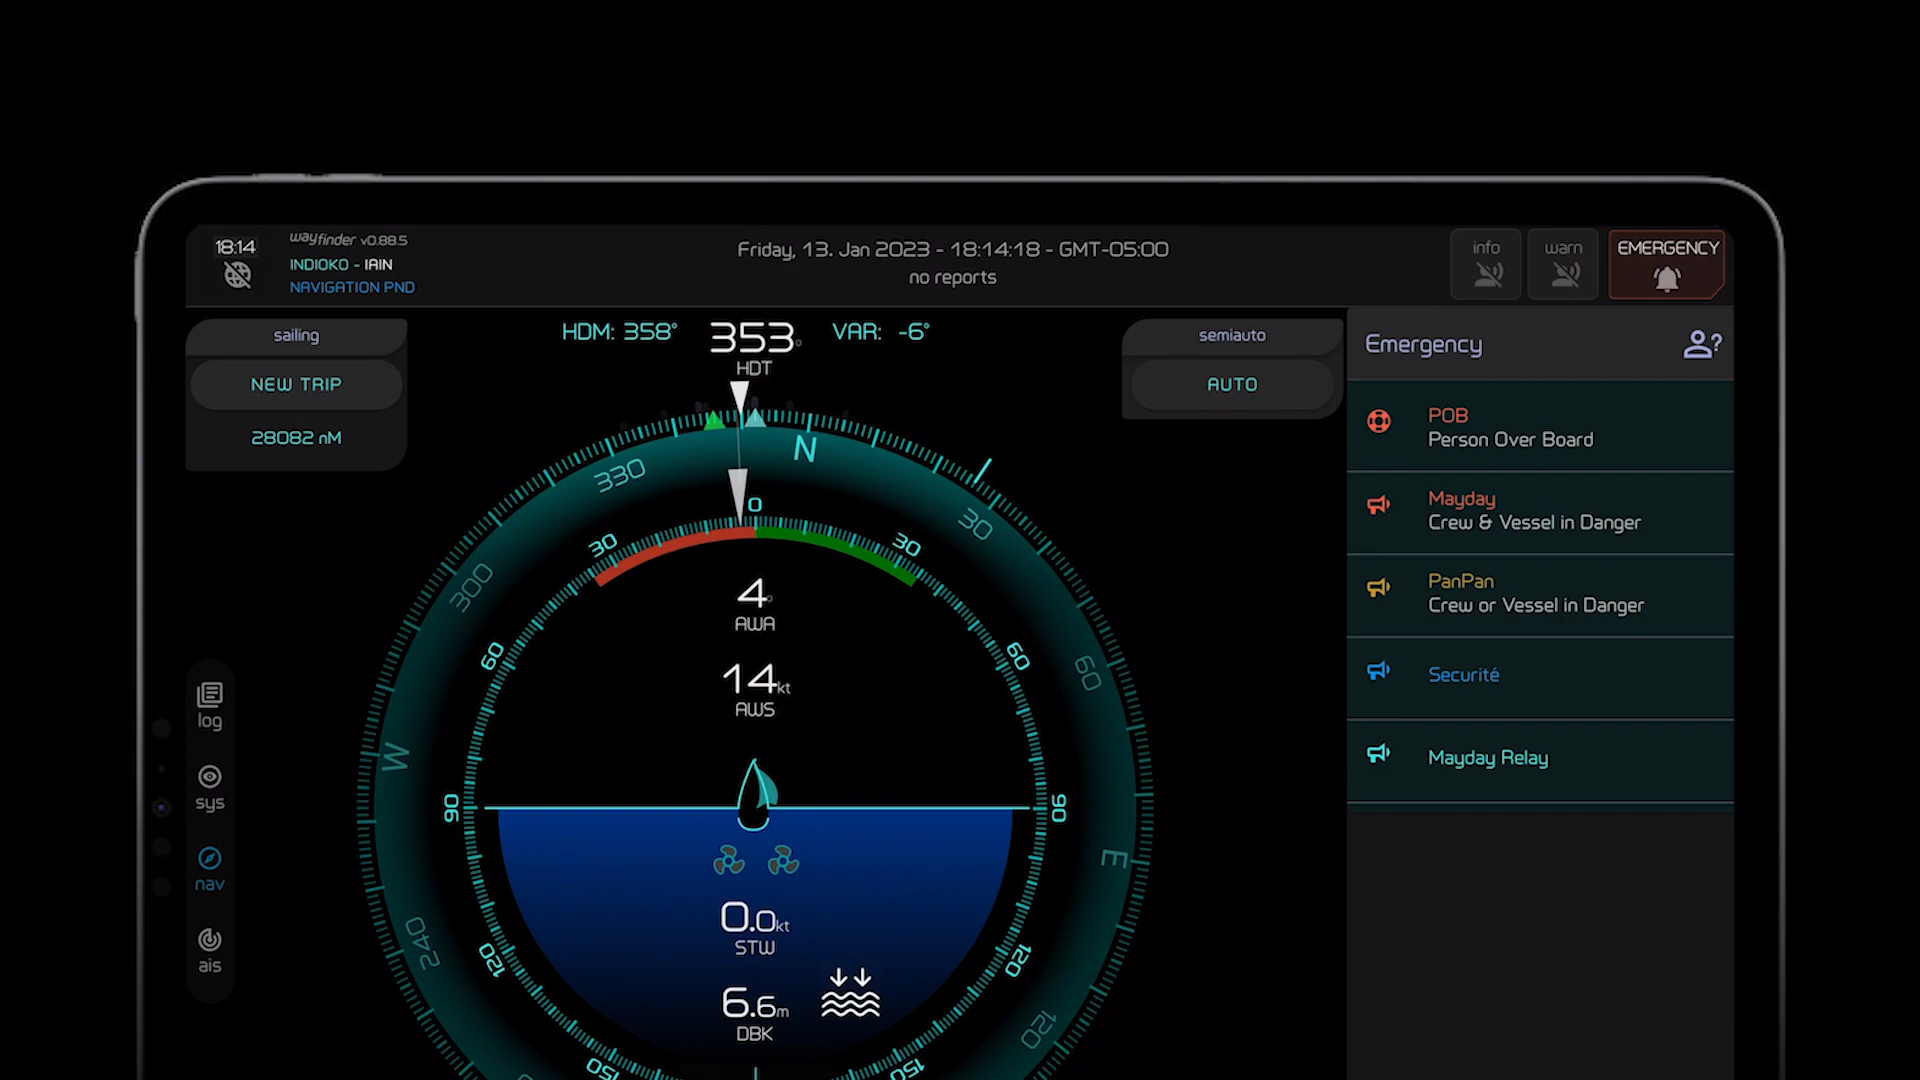 18:14
wayfinder v0.88.5
INDIOKO - IAIN
NAVIGATION PND
Friday, 13. Jan 2023 - 18:14:18 - GMT-05:00
no reports
info
warn
EMERGENCY
sailing
NEW TRIP
28082 nM
HDM: 358°
353°
HDT
VAR: -6°
semiauto
AUTO
Emergency
?
POB
Person Over Board
Mayday
Crew & Vessel in Danger
PanPan
Crew or Vessel in Danger
Securité
Mayday Relay
N
330
30
300
60
W
E
240
120
0
30
30
60
60
90
90
120
120
150
150
4°
AWA
14kt
AWS
0.0kt
STW
6.6m
DBK
log
sys
nav
ais